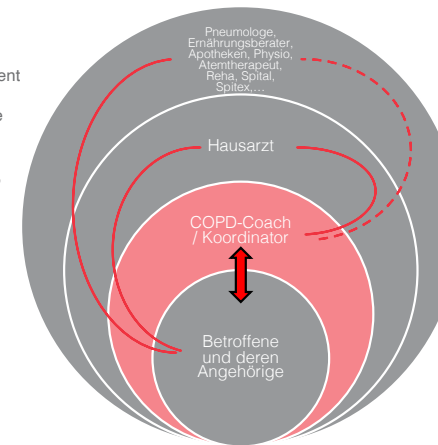 Pneumologe,
Ernährungsberater,
Apotheken, Physio,
Atemtherapeut,
Reha, Spital,
Spitex,…
Hausarzt
COPD-Coach
/ Koordinator
Betroffene
und deren
Angehörige